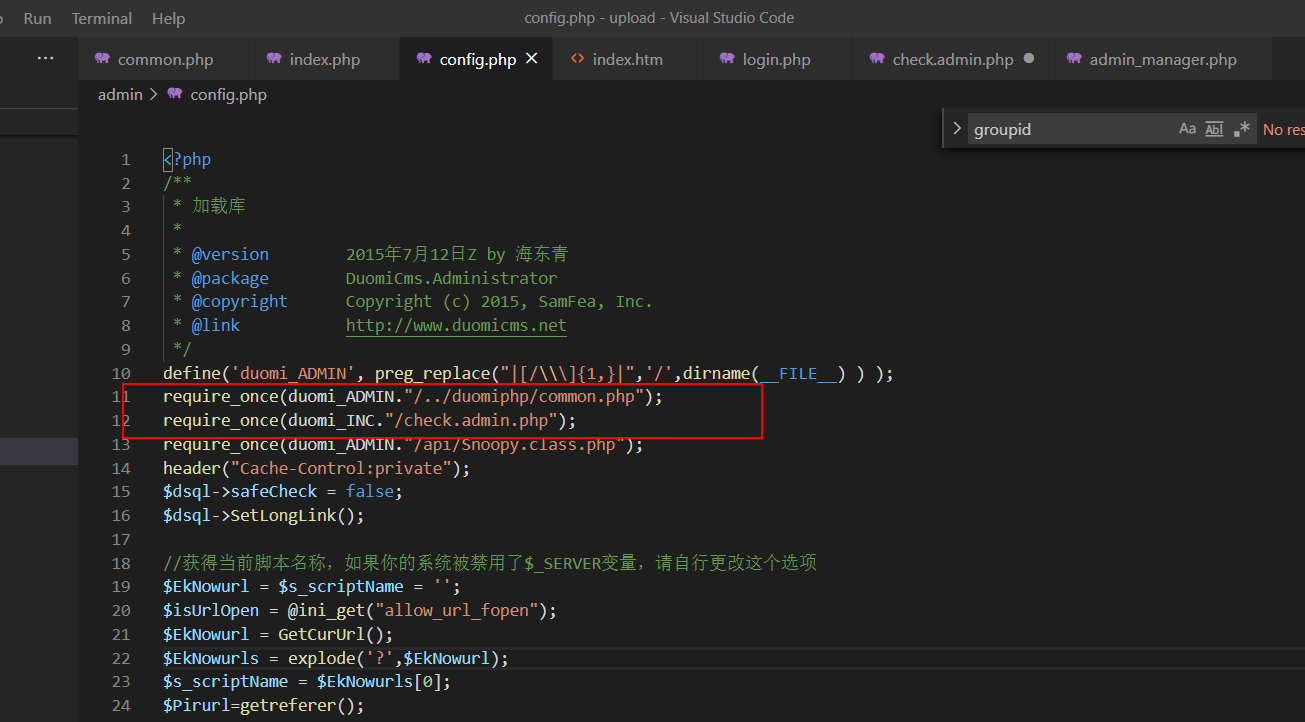 Run Terminal Help config.php - upload - Visual Studio Code
··· common.php index.php config.php index.htm login.php check.admin.php admin_manager.php
admin > config.php
groupid Aa Abl .* No res
1 <?php
2 /**
3 * 加载库
4 *
5 * @version 2015年7月12日Z by 海东青
6 * @package DuomiCms.Administrator
7 * @copyright Copyright (c) 2015, SamFea, Inc.
8 * @link http://www.duomicms.net
9 */
10 define('duomi_ADMIN', preg_replace("|[/\\\]{1,}|",'/',dirname(__FILE__) ) );
11 require_once(duomi_ADMIN."/../duomiphp/common.php");
12 require_once(duomi_INC."/check.admin.php");
13 require_once(duomi_ADMIN."/api/Snoopy.class.php");
14 header("Cache-Control:private");
15 $dsql->safeCheck = false;
16 $dsql->SetLongLink();
17
18 //获得当前脚本名称，如果你的系统被禁用了$_SERVER变量，请自行更改这个选项
19 $EkNowurl = $s_scriptName = '';
20 $isUrlOpen = @ini_get("allow_url_fopen");
21 $EkNowurl = GetCurUrl();
22 $EkNowurls = explode('?',$EkNowurl);
23 $s_scriptName = $EkNowurls[0];
24 $Pirurl=getreferer();